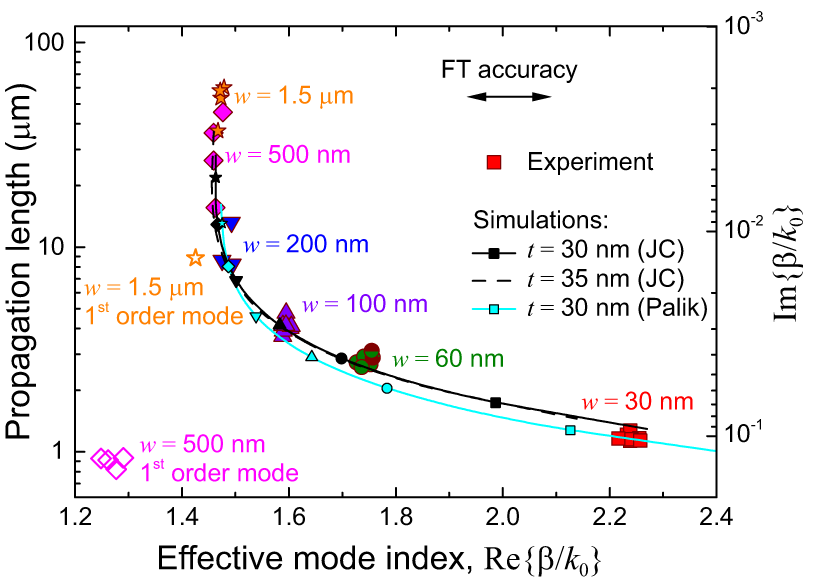 100
10
1
Propagation length (μm)
1.2 1.4 1.6 1.8 2.0 2.2 2.4
Effective mode index, Re{β/k₀}
10⁻³
10⁻²
10⁻¹
Im{β/k₀}
FT accuracy
w = 1.5 μm
w = 500 nm
w = 200 nm
w = 1.5 μm
1st order mode
w = 100 nm
w = 60 nm
w = 30 nm
w = 500 nm
1st order mode
Experiment
Simulations:
t = 30 nm (JC)
t = 35 nm (JC)
t = 30 nm (Palik)